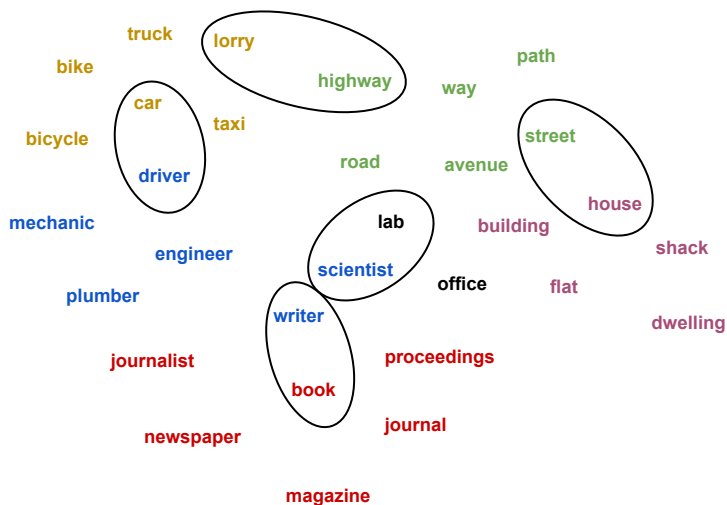 truck
lorry
path
bike
highway
way
car
taxi
bicycle
street
road
avenue
driver
house
mechanic
lab
building
shack
engineer
scientist
office
flat
plumber
writer
dwelling
journalist
proceedings
book
journal
newspaper
magazine